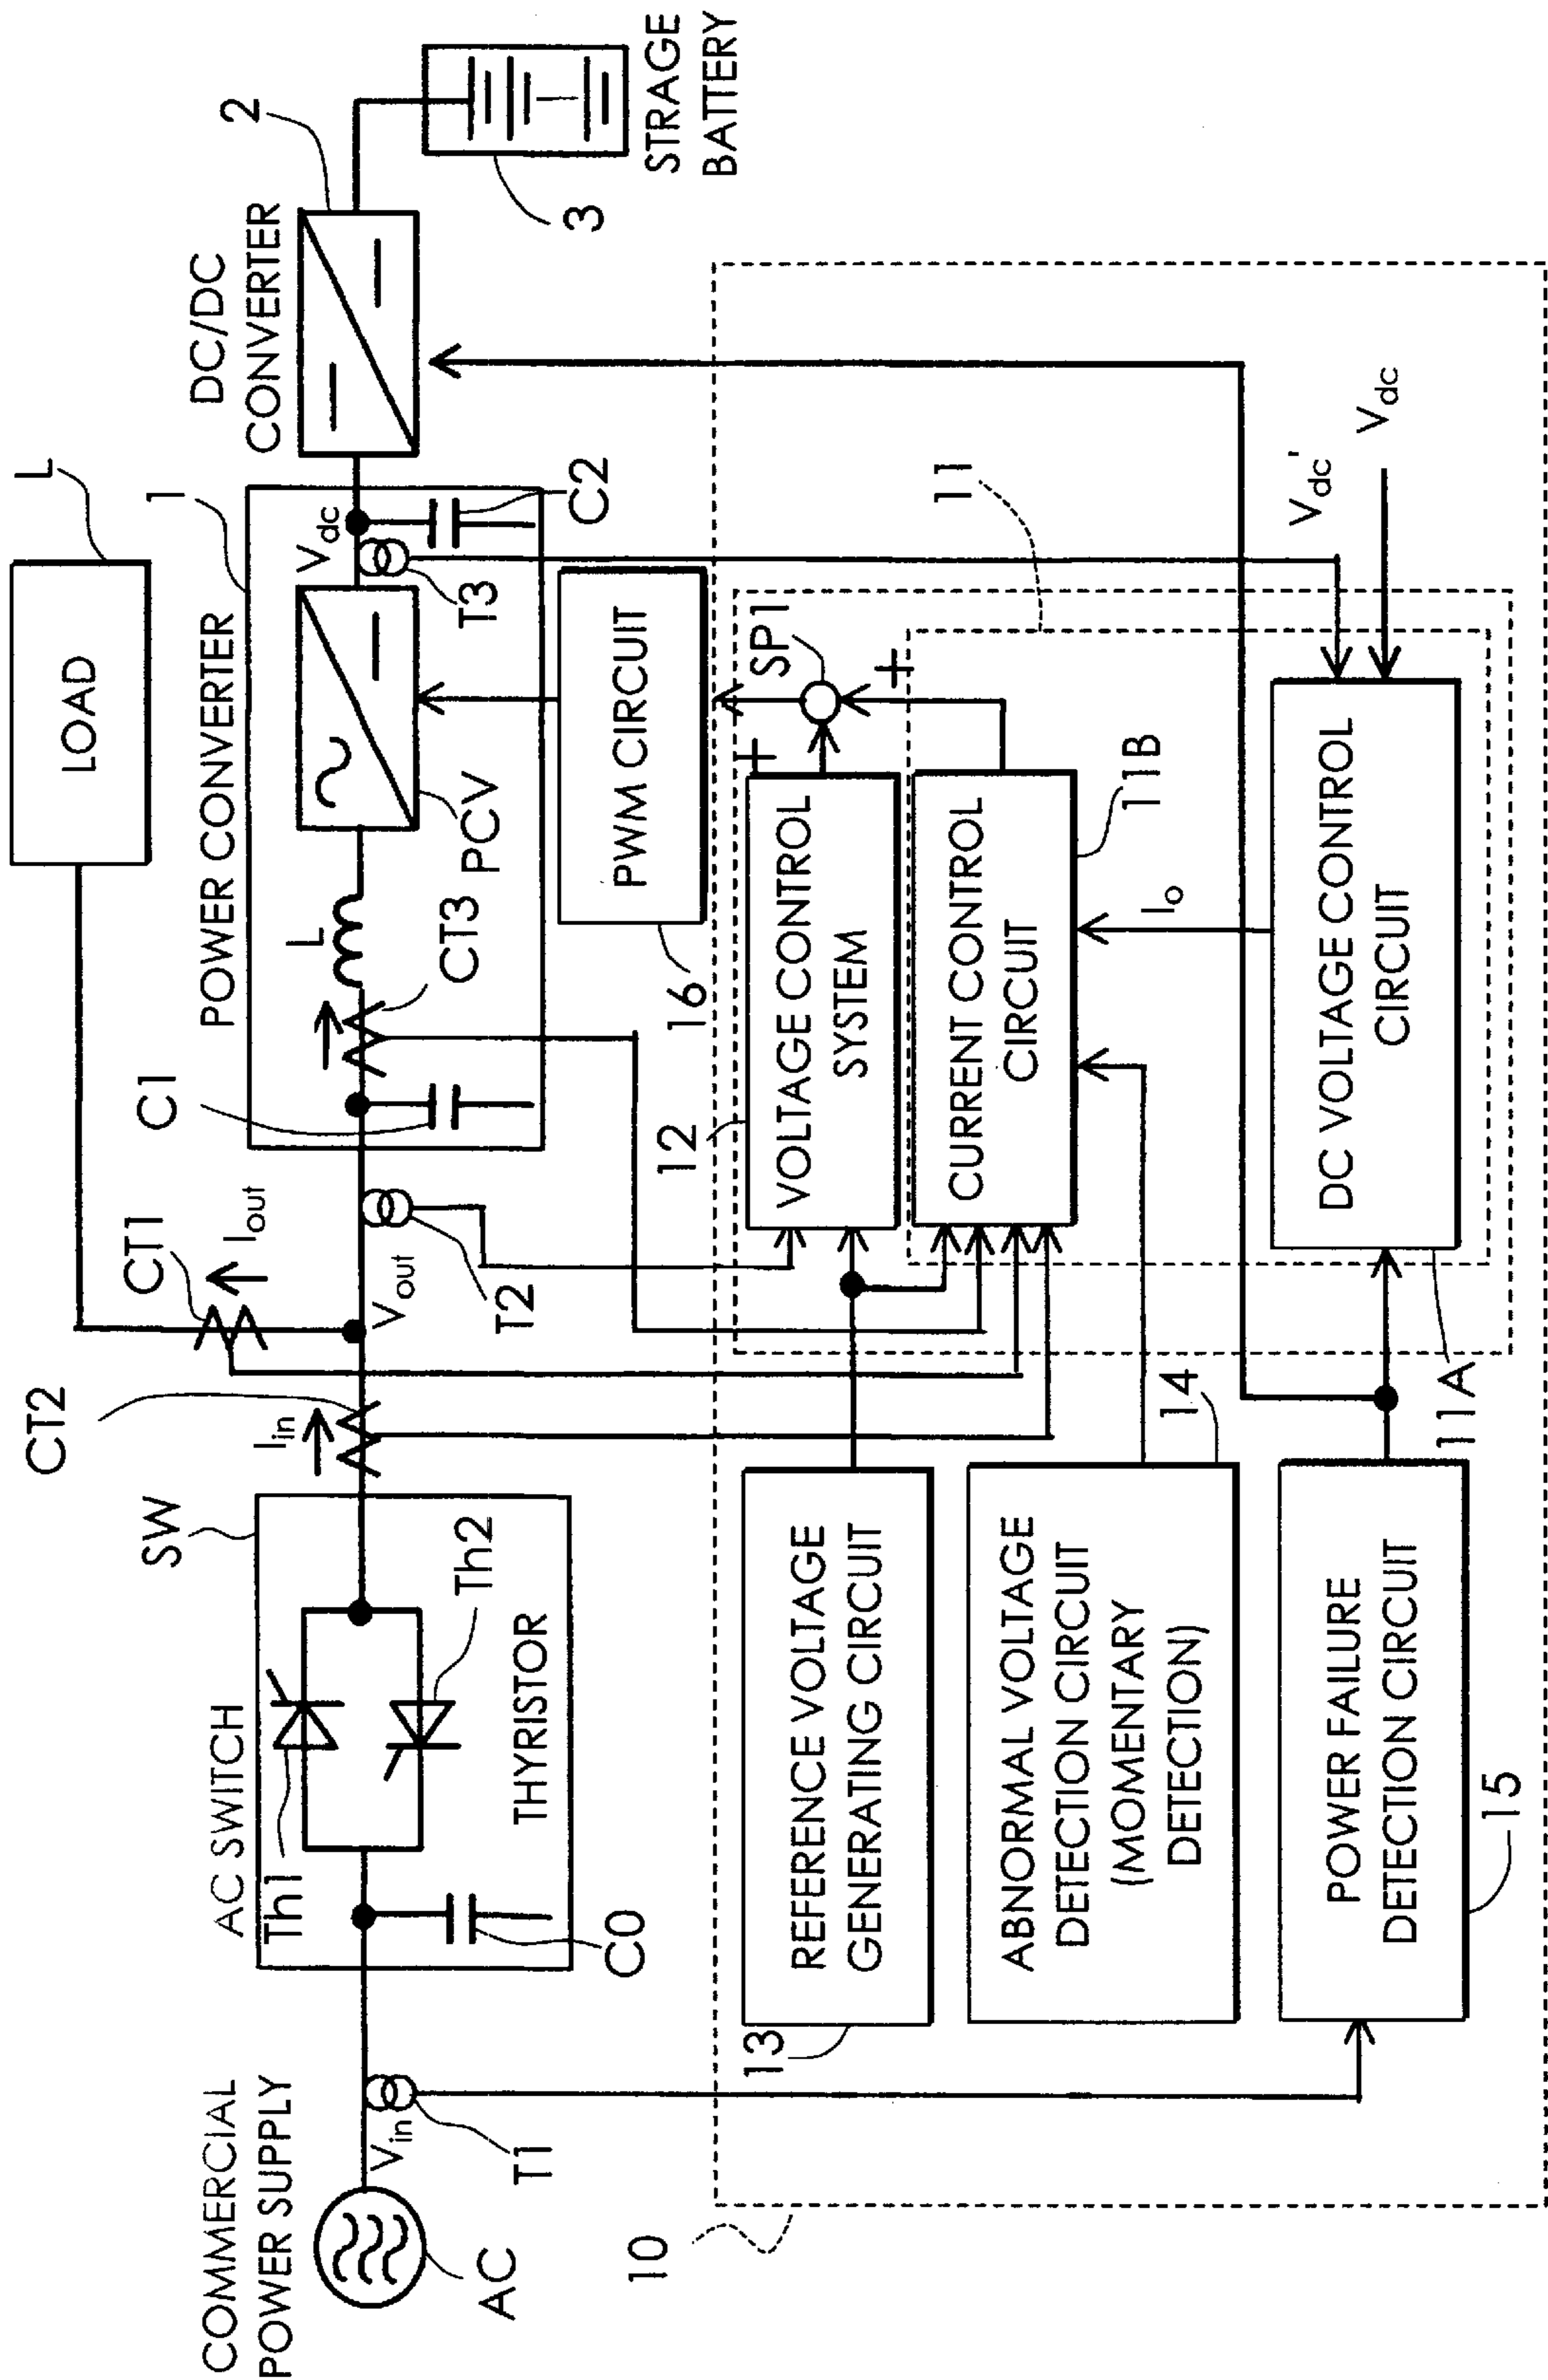 COMMERCIAL
POWER SUPPLY
AC
Vin
T1
AC SWITCH
SW
Th1
Th2
THYRISTOR
C0
CT2
Iin
CT1
Iout
Vout
T2
LOAD
L
POWER CONVERTER
1
C1
CT3
L
PCV
Vdc
T3
C2
DC/DC
CONVERTER
2
3
STRAGE
BATTERY
PWM CIRCUIT
16
10
11
12
VOLTAGE CONTROL
SYSTEM
+
SP1
+
CURRENT CONTROL
CIRCUIT
11B
Io
DC VOLTAGE CONTROL
CIRCUIT
11A
Vdc'
Vdc
REFERENCE VOLTAGE
GENERATING CIRCUIT
13
ABNORMAL VOLTAGE
DETECTION CIRCUIT
(MOMENTARY
DETECTION)
14
POWER FAILURE
DETECTION CIRCUIT
15